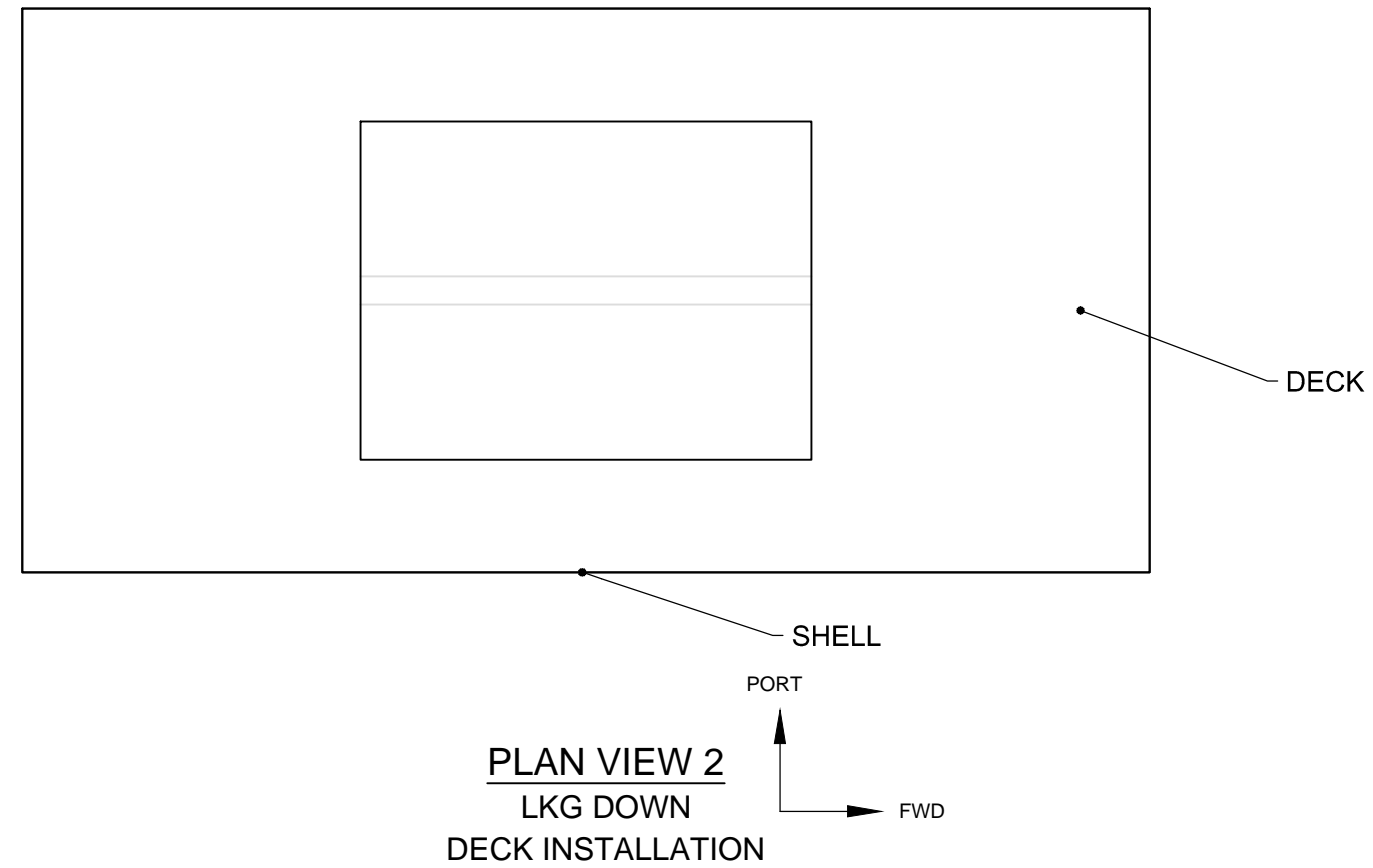 DECK
SHELL
PORT
PLAN VIEW 2
LKG DOWN
FWD
DECK INSTALLATION